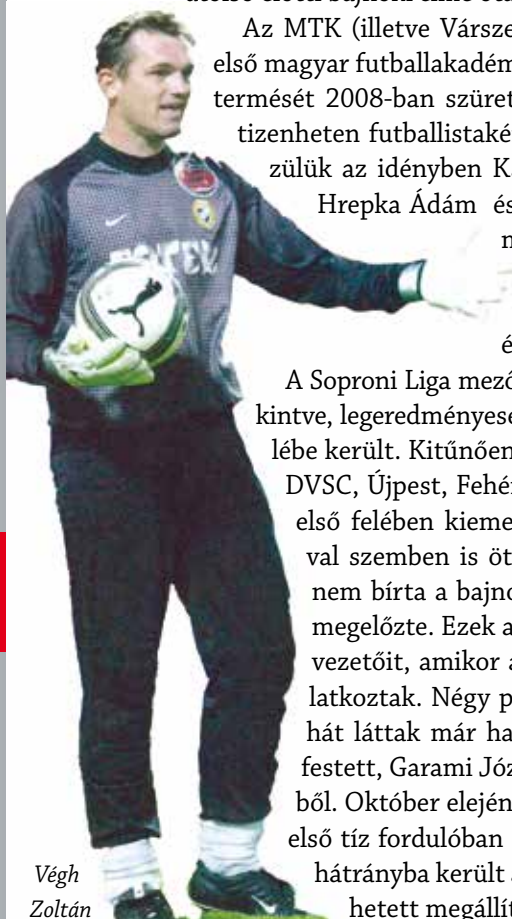 Az MTK (illetve Vársze
első magyar futballakadém
termését 2008-ban szüret
tizenheten futballistaké
zülük az idényben K
Hrepka Ádám és
A Soproni Liga mező
kintve, legeredményese
lébe került. Kitűnően
DVSC, Újpest, Fehér
első felében kieme
val szemben is öt
nem bírta a bajno
megelőzte. Ezek a
vezetőit, amikor a
latkoztak. Négy p
hát láttak már ha
festett, Garami Józ
ből. Október elején
első tíz fordulóban
hátrányba került
hetett megállít
Végh
Zoltán